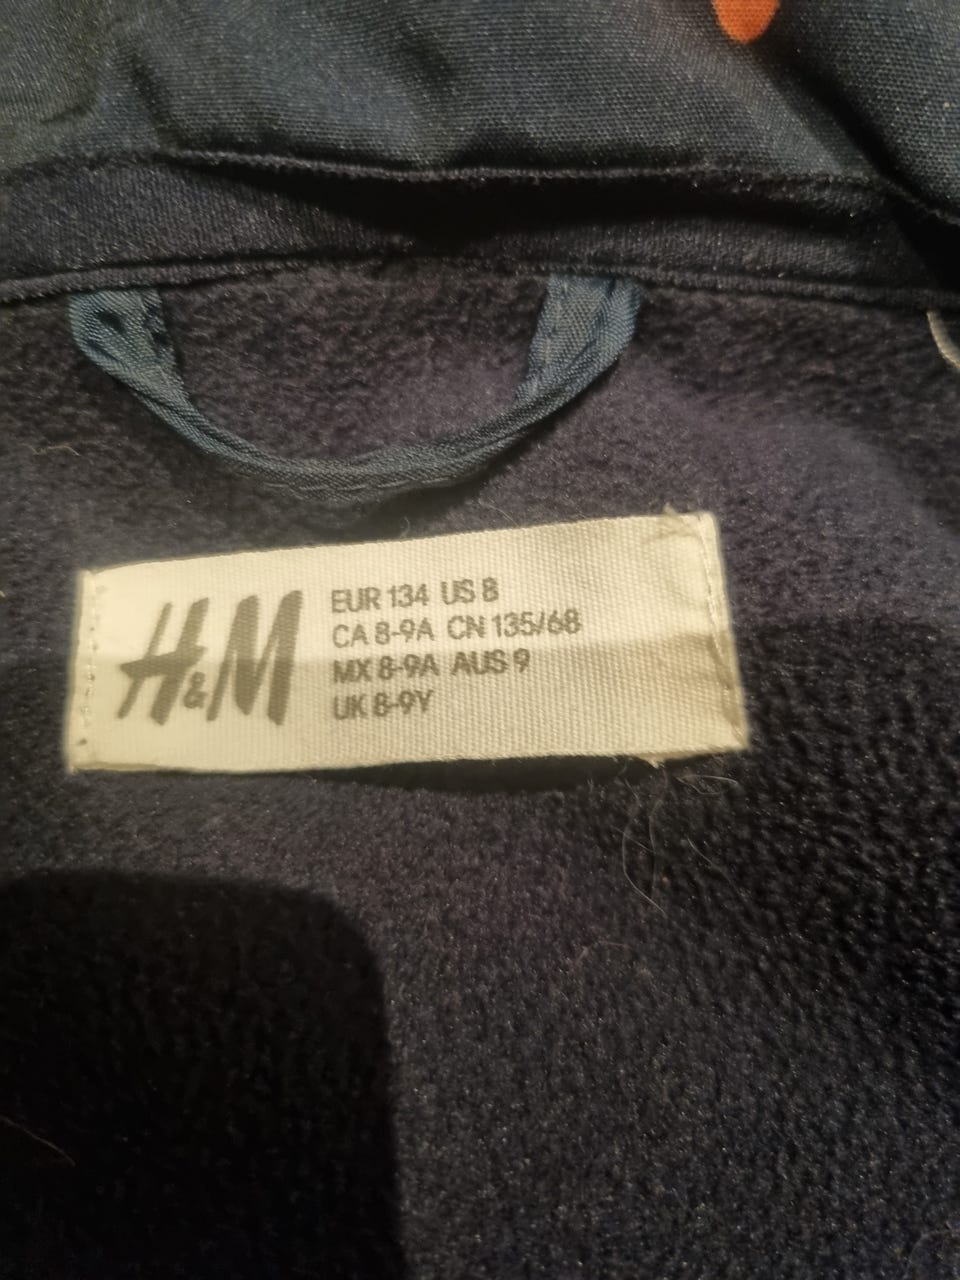 H&M
EUR 134 US 8
CA 8-9A CN 135/68
MX 8-9A AUS 9
UK 8-9Y